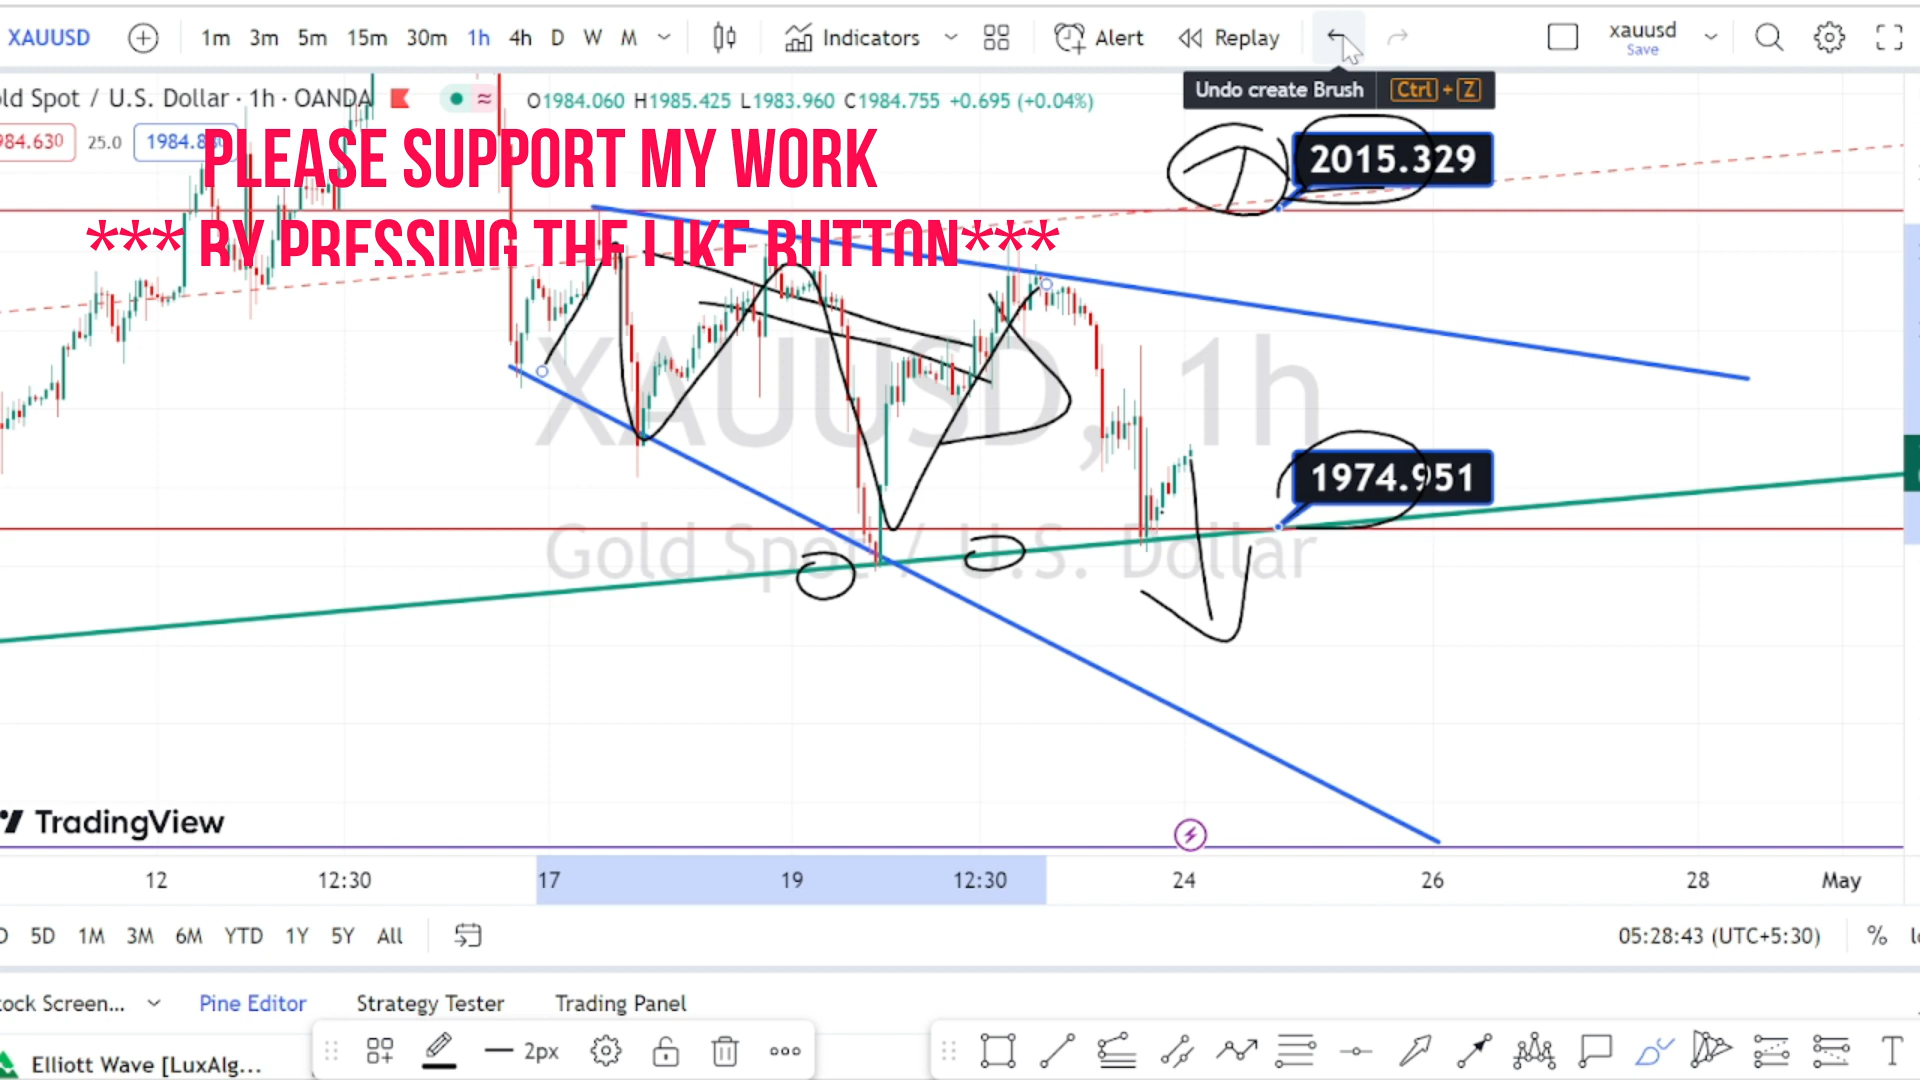 XAUUSD 1m 3m 5m 15m 30m 1h 4h D W M Indicators Alert Replay xauusd
Save
Undo create Brush Ctrl + Z
ld Spot / U.S. Dollar · 1h · OANDA O1984.060 H1985.425 L1983.960 C1984.755 +0.695 (+0.04%)
984.630 25.0
PLEASE SUPPORT MY WORK
*** BY PRESSING THE LIKE BUTTON***
2015.329
XAUUSD, 1h
1974.951
Gold Spot / U.S. Dollar
TradingView
12 12:30 17 19 12:30 24 26 28 May
5D 1M 3M 6M YTD 1Y 5Y All 05:28:43 (UTC+5:30) %
ock Screen... Pine Editor Strategy Tester Trading Panel
2px T
Elliott Wave [LuxAlg...